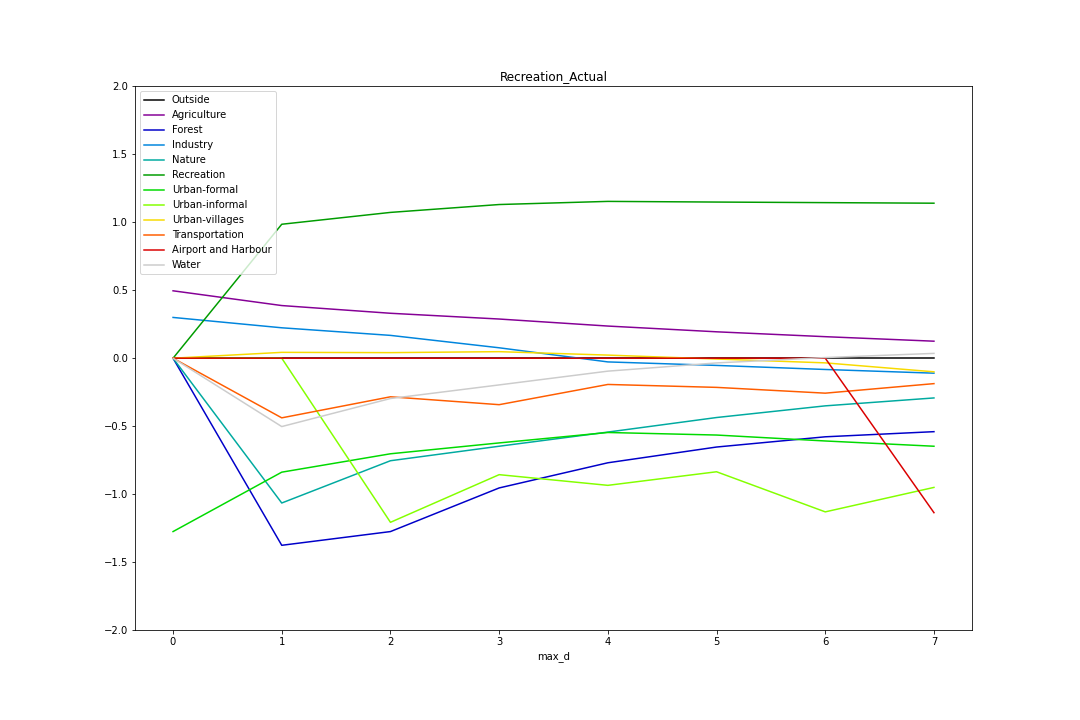 Recreation_Actual
2.0
1.5
1.0
0.5
0.0
−0.5
−1.0
−1.5
−2.0
Outside
Agriculture
Forest
Industry
Nature
Recreation
Urban-formal
Urban-informal
Urban-villages
Transportation
Airport and Harbour
Water
0 1 2 3 4 5 6 7
max_d